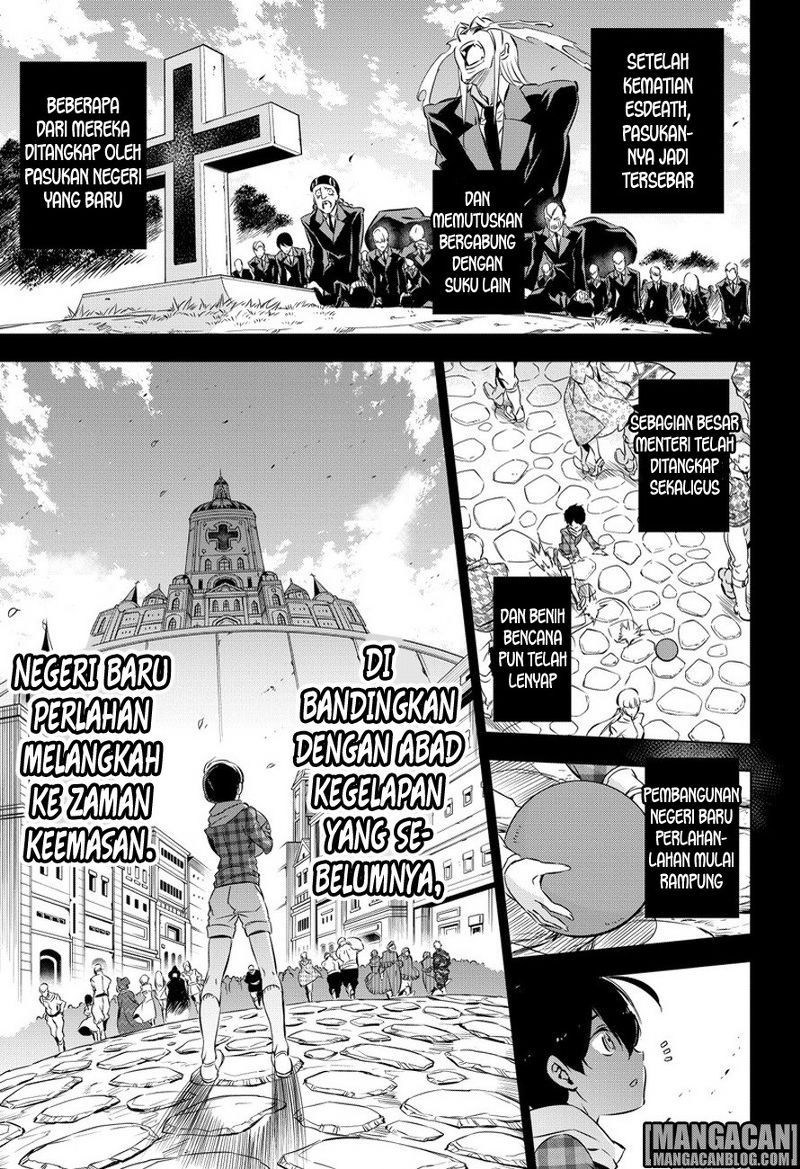 SETELAH
KEMATIAN
ESDEATH,
PASUKAN-
NYA JADI
TERSEBAR
DAN
MEMUTUSKAN
BERGABUNG
DENGAN
SUKU LAIN
BEBERAPA
DARI MEREKA
DITANGKAP OLEH
PASUKAN NEGERI
YANG BARU
SEBAGIAN BESAR
MENTERI TELAH
DITANGKAP
SEKALIGUS
DAN BENIH
BENCANA
PUN TELAH
LENYAP
PEMBANGUNAN
NEGERI BARU
PERLAHAN-
LAHAN MULAI
RAMPUNG
DI
BANDINGKAN
DENGAN ABAD
KEGELAPAN
YANG SE-
BELUMNYA,
NEGERI BARU
PERLAHAN
MELANGKAH
KE ZAMAN
KEEMASAN.
[MANGACAN]
MANGACANBLOG.COM